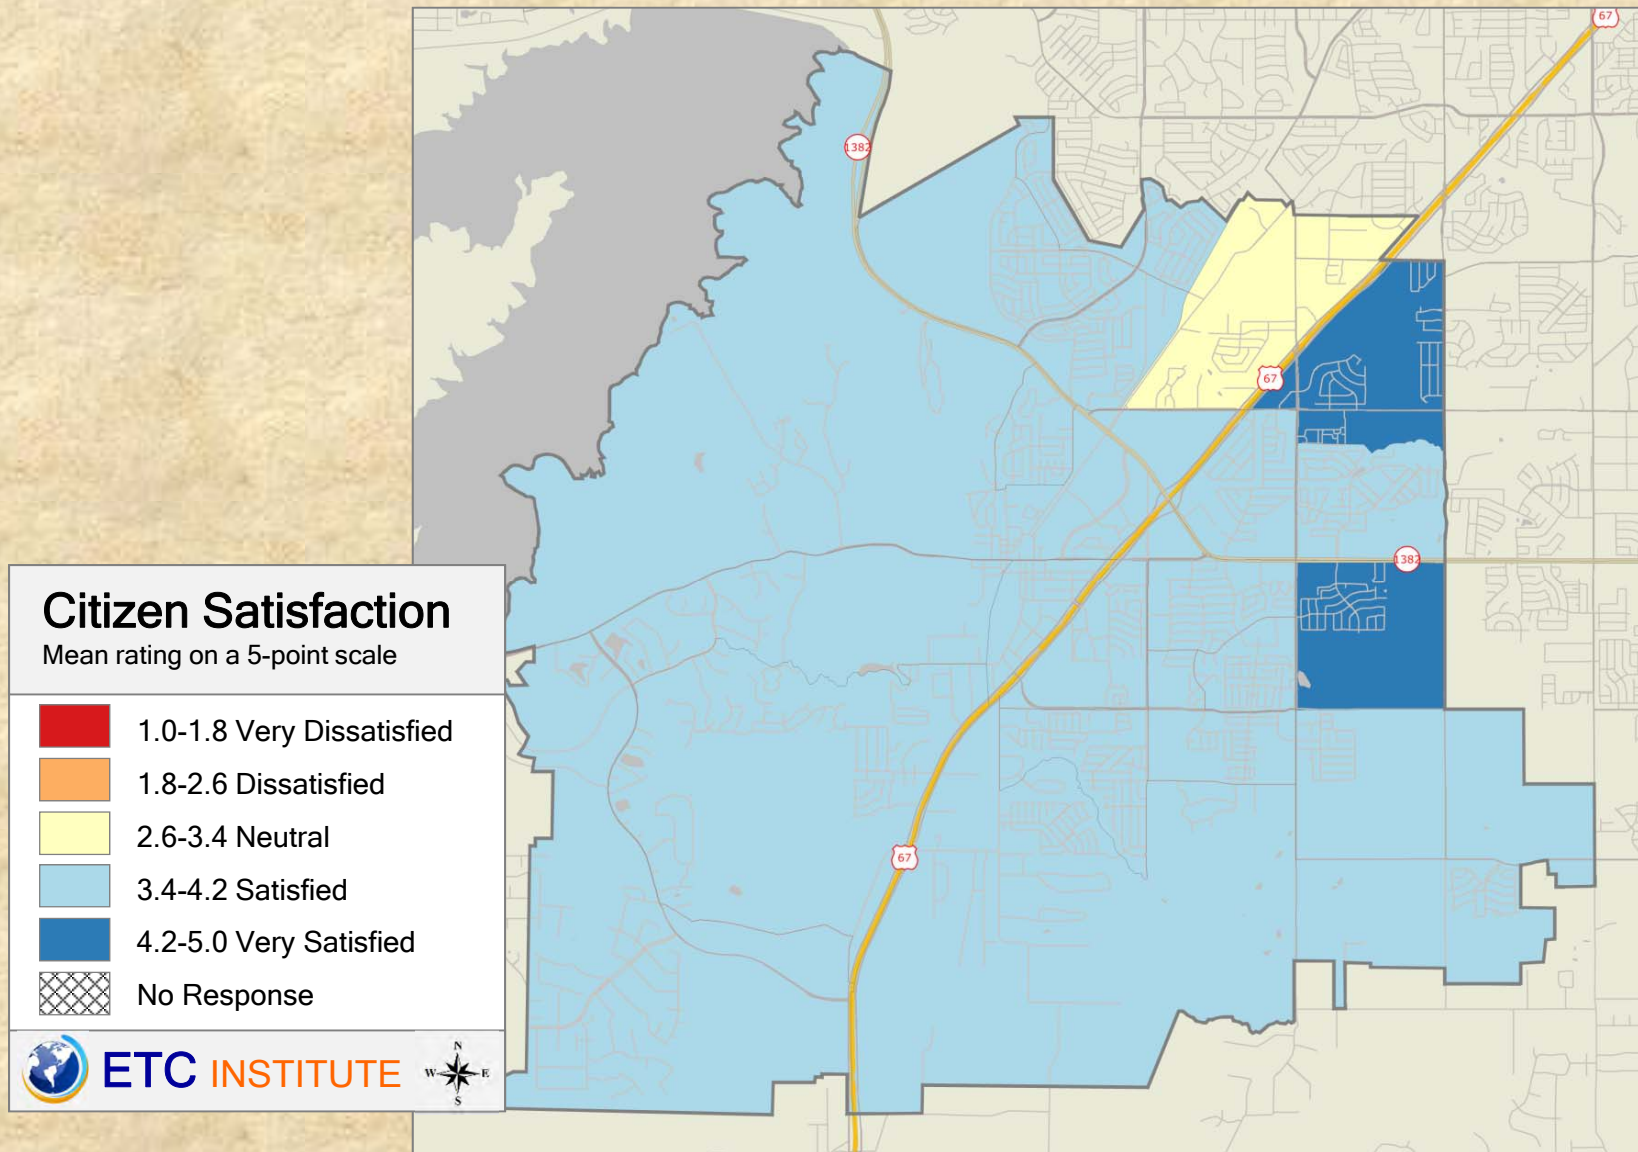 67
1382
67
1382
67
Citizen Satisfaction
Mean rating on a 5-point scale
1.0-1.8 Very Dissatisfied
1.8-2.6 Dissatisfied
2.6-3.4 Neutral
3.4-4.2 Satisfied
4.2-5.0 Very Satisfied
No Response
ETC INSTITUTE
N
W E
S